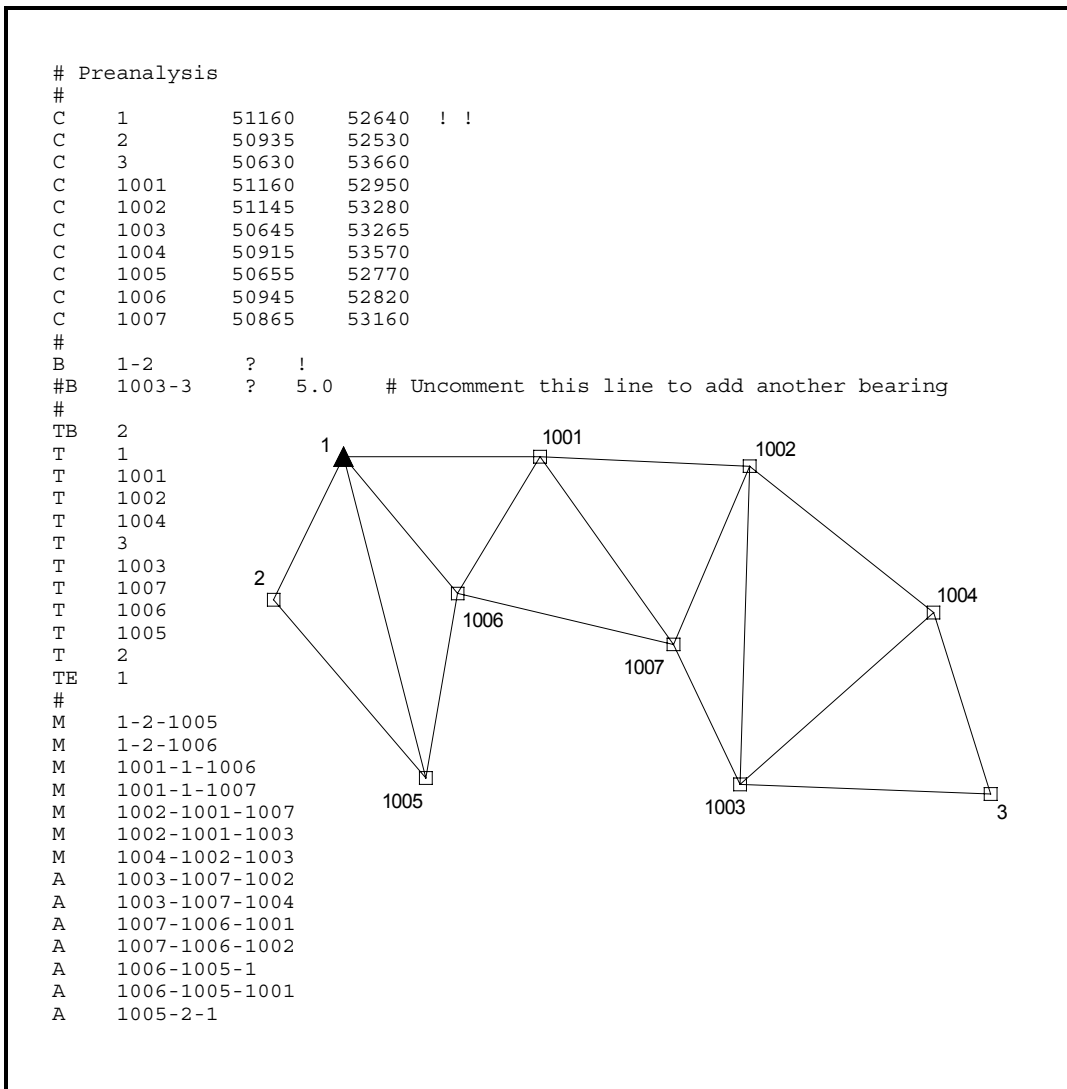 # Preanalysis
#
C 1 51160 52640 ! !
C 2 50935 52530
C 3 50630 53660
C 1001 51160 52950
C 1002 51145 53280
C 1003 50645 53265
C 1004 50915 53570
C 1005 50655 52770
C 1006 50945 52820
C 1007 50865 53160
#
B 1-2 ? !
#B 1003-3 ? 5.0 # Uncomment this line to add another bearing
#
TB 2
T 1
T 1001
T 1002
T 1004
T 3
T 1003
T 1007
T 1006
T 1005
T 2
TE 1
#
M 1-2-1005
M 1-2-1006
M 1001-1-1006
M 1001-1-1007
M 1002-1001-1007
M 1002-1001-1003
M 1004-1002-1003
A 1003-1007-1002
A 1003-1007-1004
A 1007-1006-1001
A 1007-1006-1002
A 1006-1005-1
A 1006-1005-1001
A 1005-2-1
1
1001
1002
2
1006
1004
1007
1005
1003
3